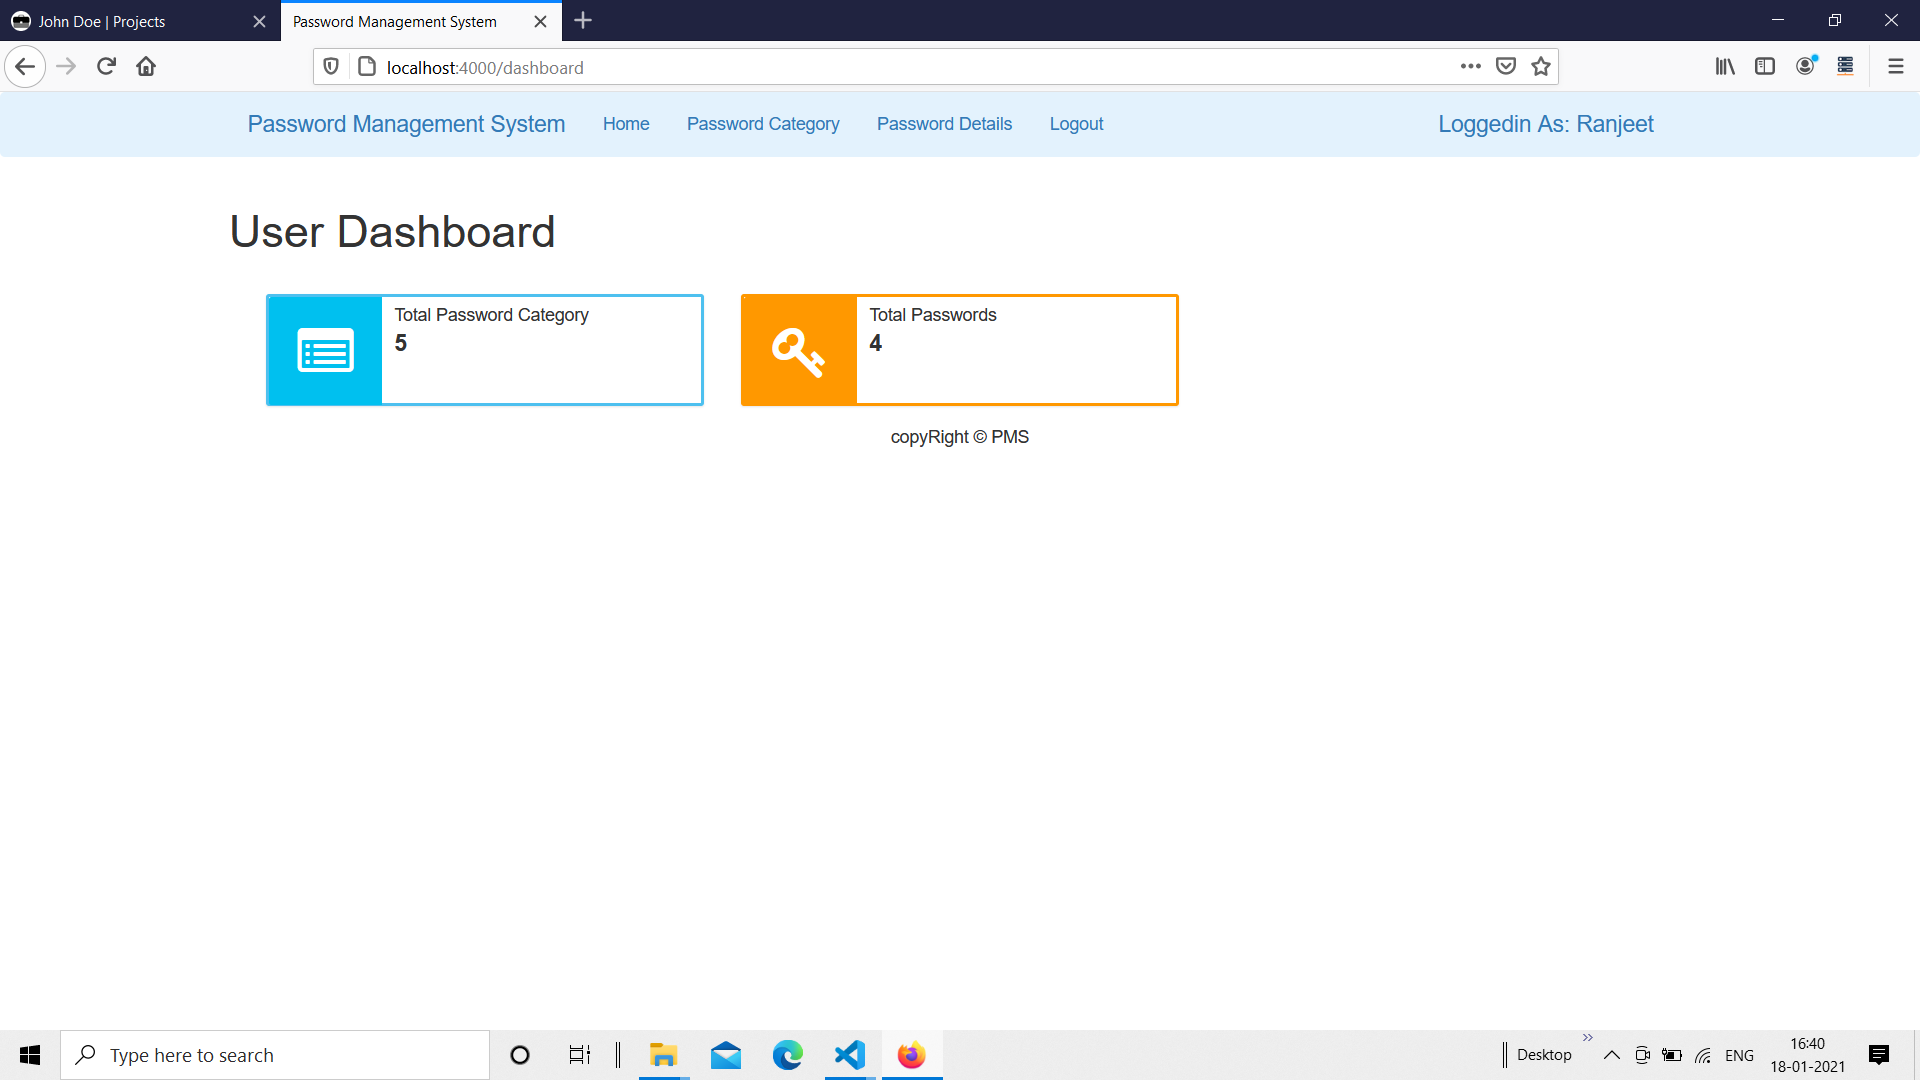 John Doe | Projects
Password Management System
localhost:4000/dashboard
Password Management System
Home
Password Category
Password Details
Logout
Loggedin As: Ranjeet
User Dashboard
Total Password Category
5
Total Passwords
4
copyRight © PMS
Type here to search
Desktop
ENG
16:40
18-01-2021